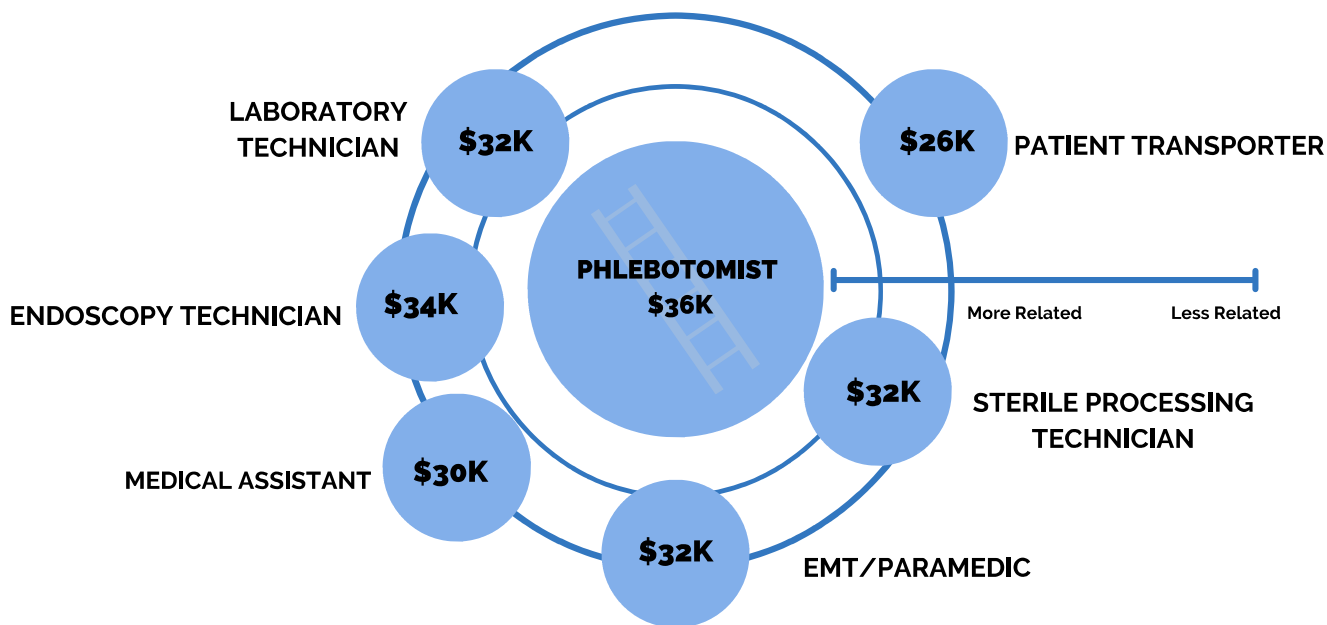 LABORATORY
TECHNICIAN
$32K
$26K
PATIENT TRANSPORTER
PHLEBOTOMIST
$36K
ENDOSCOPY TECHNICIAN
$34K
More Related
Less Related
$32K
STERILE PROCESSING
TECHNICIAN
MEDICAL ASSISTANT
$30K
$32K
EMT/PARAMEDIC